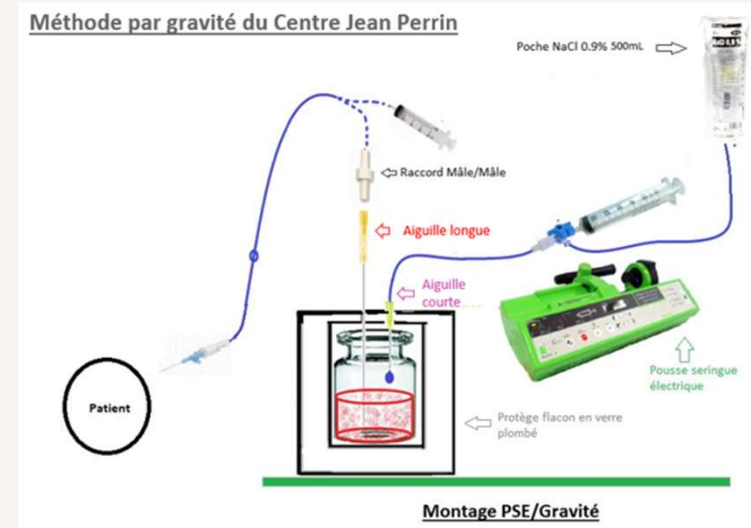 Méthode par gravité du Centre Jean Perrin
Poche NaCl 0.9% 500mL
Raccord Mâle/Mâle
Aiguille longue
Aiguille
courte
Pousse seringue
électrique
Patient
Protège flacon en verre
plombé
Montage PSE/Gravité